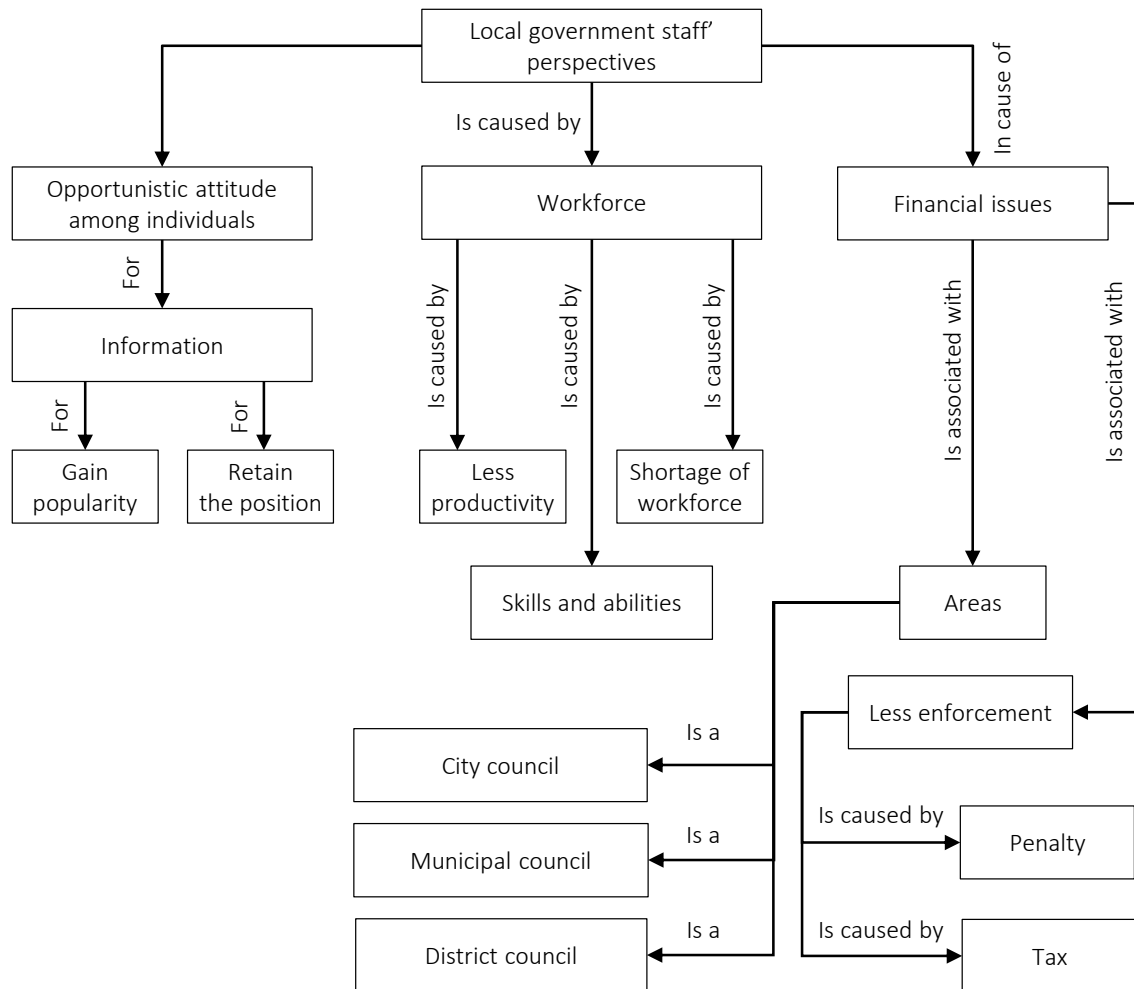 Local government staff’
perspectives
In cause of
Is caused by
Opportunistic attitude
among individuals
Workforce
Financial issues
For
Is caused by
Is caused by
Is caused by
Is associated with
Is associated with
Information
For
For
Gain
popularity
Retain
the position
Less
productivity
Shortage of
workforce
Skills and abilities
Areas
Less enforcement
Is a
City council
Is caused by
Penalty
Is a
Municipal council
Is caused by
Tax
Is a
District council